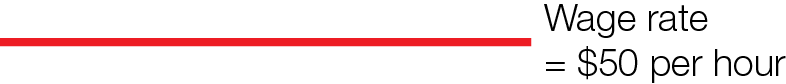 Wage rate
= $50 per hour